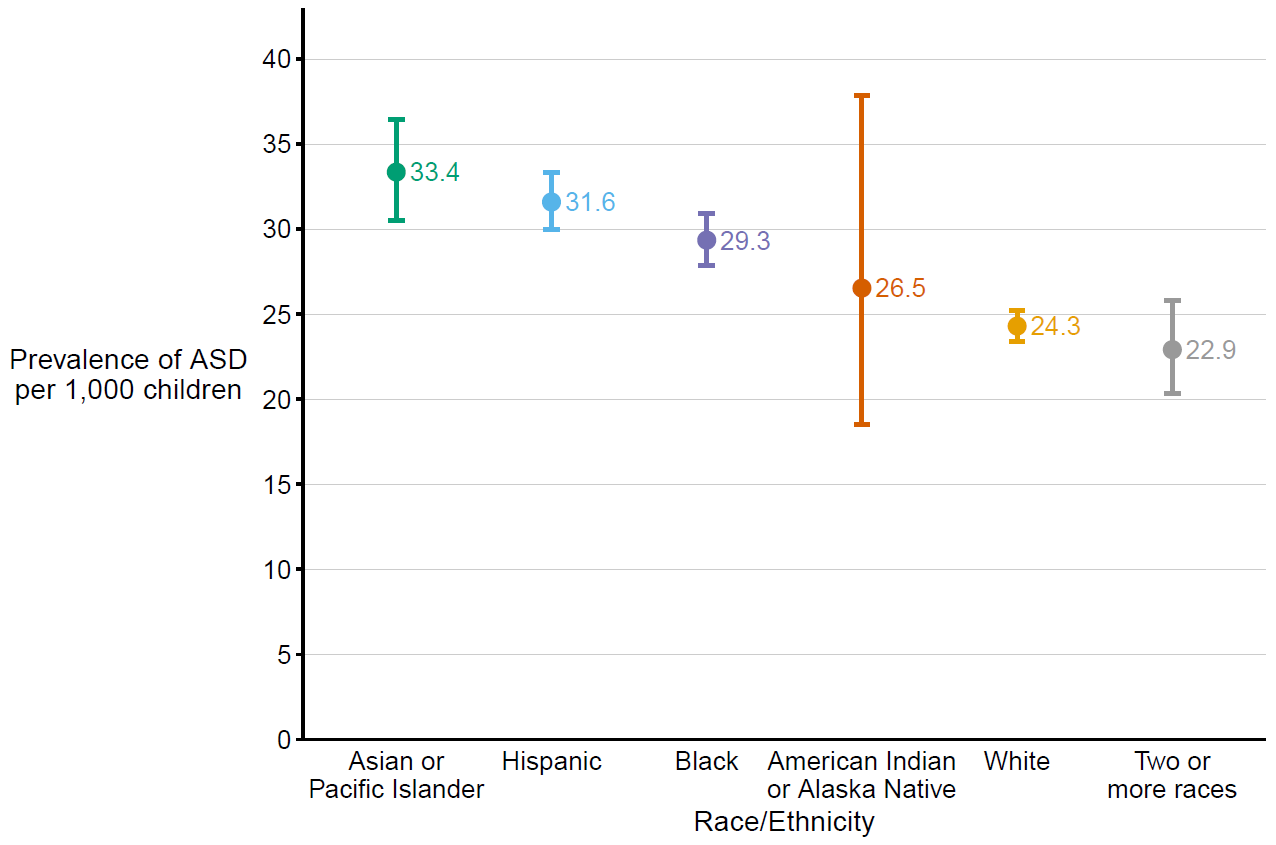 40
35
30
25
20
15
10
5
0
Prevalence of ASD
per 1,000 children
33.4
31.6
29.3
26.5
24.3
22.9
Asian or
Pacific Islander
Hispanic
Black
American Indian
or Alaska Native
White
Two or
more races
Race/Ethnicity